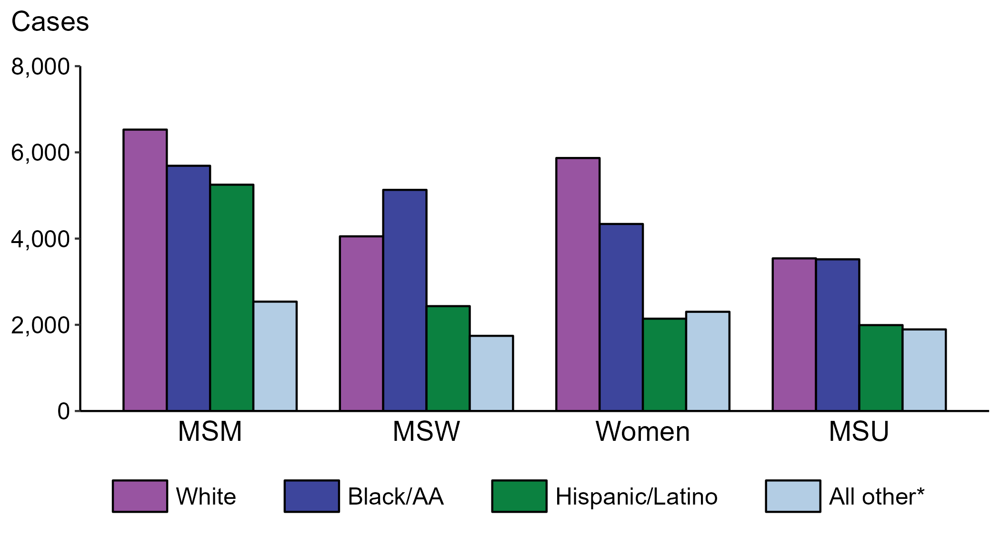 Cases
8,000
6,000
4,000
2,000
0
MSM MSW Women MSU
White Black/AA Hispanic/Latino All other*